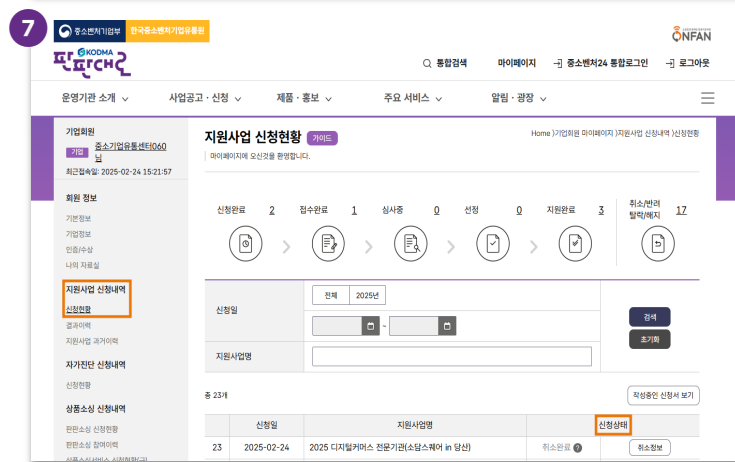 7
중소벤처기업부 한국중소벤처기업유통원
ONFAN
KODMA
판판대로
통합검색 마이페이지 중소벤처24 통합로그인 로그아웃
운영기관 소개 사업공고 · 신청 제품 · 홍보 주요 서비스 알림 · 광장
기업회원
기업 중소기업유통센터060
님
최근접속일: 2025-02-24 15:21:57
회원 정보
기본정보
기업정보
인증/수상
나의 자료실
지원사업 신청내역
신청현황
결과이력
지원사업 과거이력
자가진단 신청내역
신청현황
상품소싱 신청내역
판판소싱 신청현황
판판소싱 참여이력
상품소싱서비스 신청현황(구)
지원사업 신청현황 가이드
Home 〉기업회원 마이페이지 〉지원사업 신청내역 〉신청현황
마이페이지에 오신것을 환영합니다.
신청완료 2 접수완료 1 심사중 0 선정 0 지원완료 3 취소/반려
탈락/해지 17
신청일 전체 2025년
~
지원사업명
검색
초기화
총 23개
작성중인 신청서 보기
신청일 지원사업명 신청상태
23 2025-02-24 2025 디지털커머스 전문기관(소담스퀘어 in 당산) 취소완료 ? 취소정보